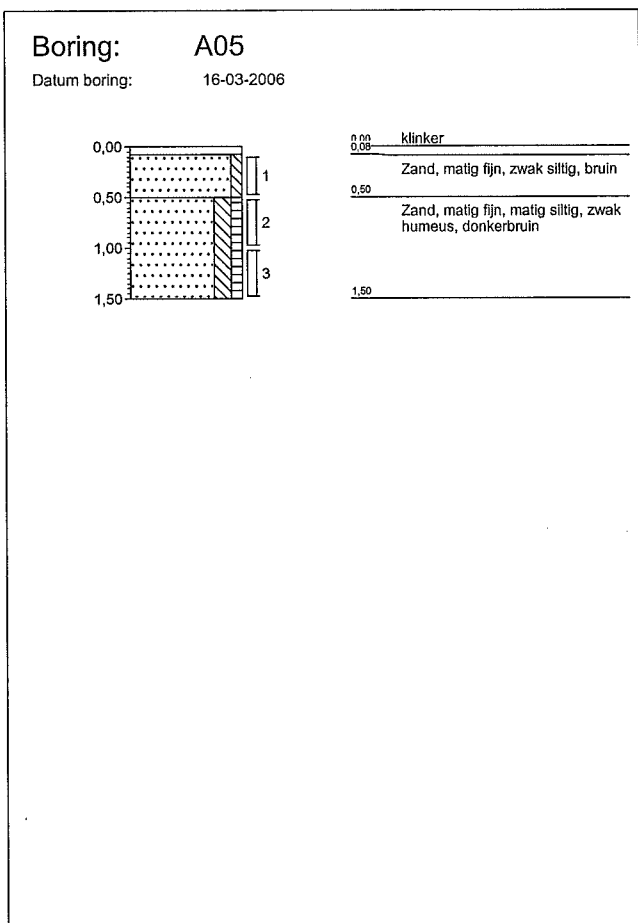 Boring: A05
Datum boring: 16-03-2006
0,00
0,50
1,00
1,50
1
2
3
0,00 klinker
0,08
Zand, matig fijn, zwak siltig, bruin
0,50
Zand, matig fijn, matig siltig, zwak
humeus, donkerbruin
1,50